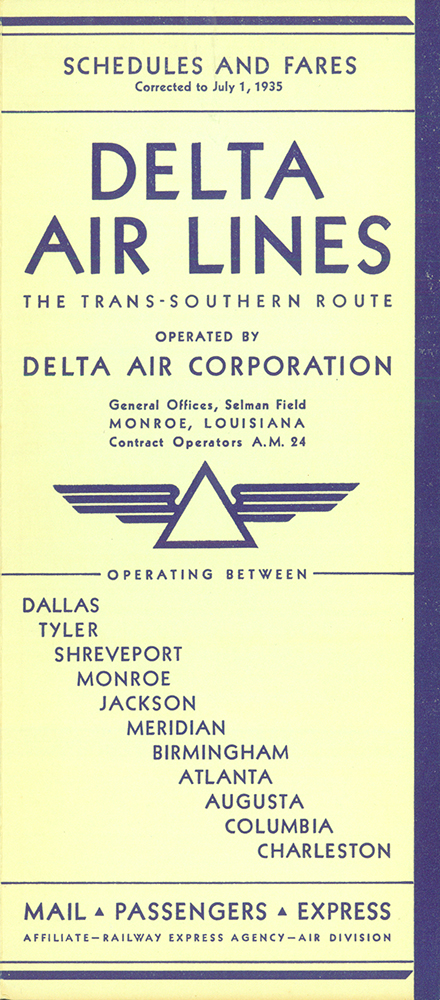 SCHEDULES AND FARES
Corrected to July 1, 1935
DELTA
AIR LINES
THE TRANS-SOUTHERN ROUTE
OPERATED BY
DELTA AIR CORPORATION
General Offices, Selman Field
MONROE, LOUISIANA
Contract Operators A.M. 24
OPERATING BETWEEN
DALLAS
TYLER
SHREVEPORT
MONROE
JACKSON
MERIDIAN
BIRMINGHAM
ATLANTA
AUGUSTA
COLUMBIA
CHARLESTON
MAIL ▲ PASSENGERS ▲ EXPRESS
AFFILIATE—RAILWAY EXPRESS AGENCY—AIR DIVISION